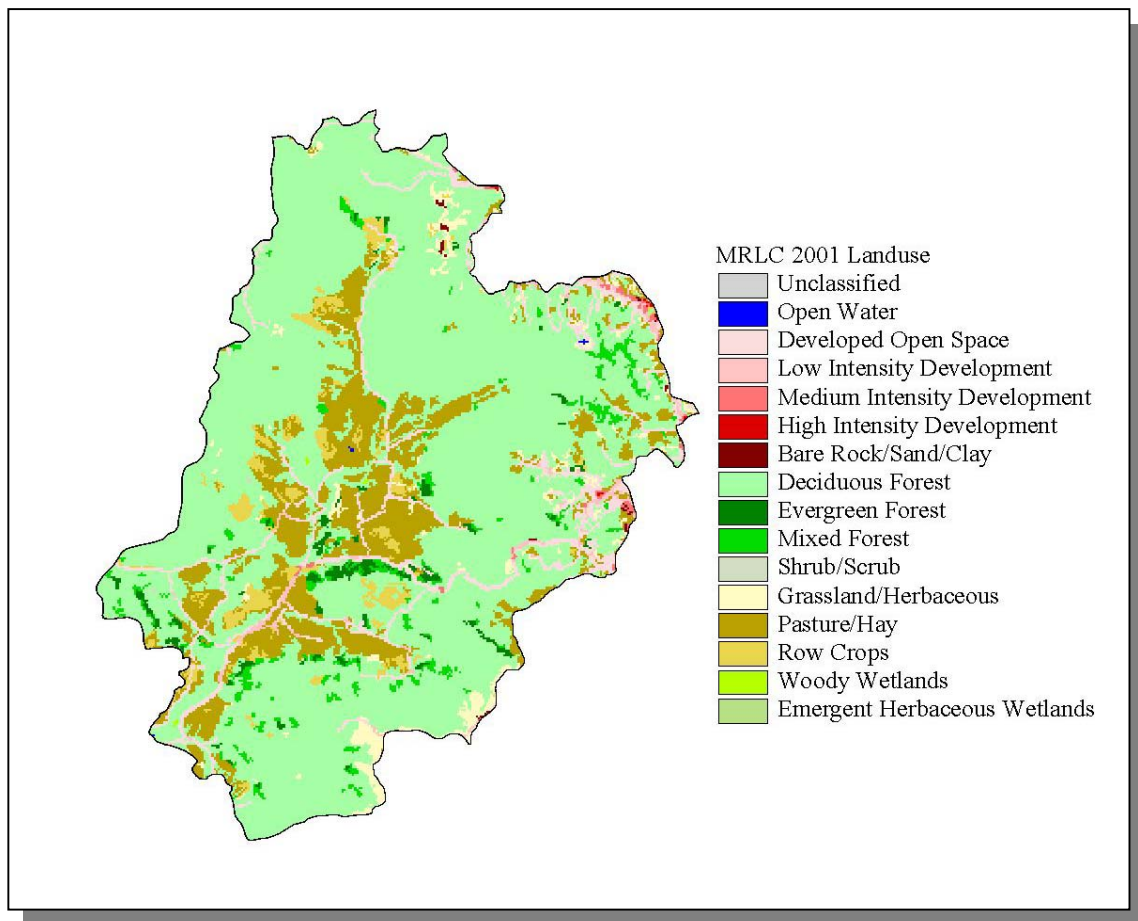 MRLC 2001 Landuse
Unclassified
Open Water
Developed Open Space
Low Intensity Development
Medium Intensity Development
High Intensity Development
Bare Rock/Sand/Clay
Deciduous Forest
Evergreen Forest
Mixed Forest
Shrub/Scrub
Grassland/Herbaceous
Pasture/Hay
Row Crops
Woody Wetlands
Emergent Herbaceous Wetlands